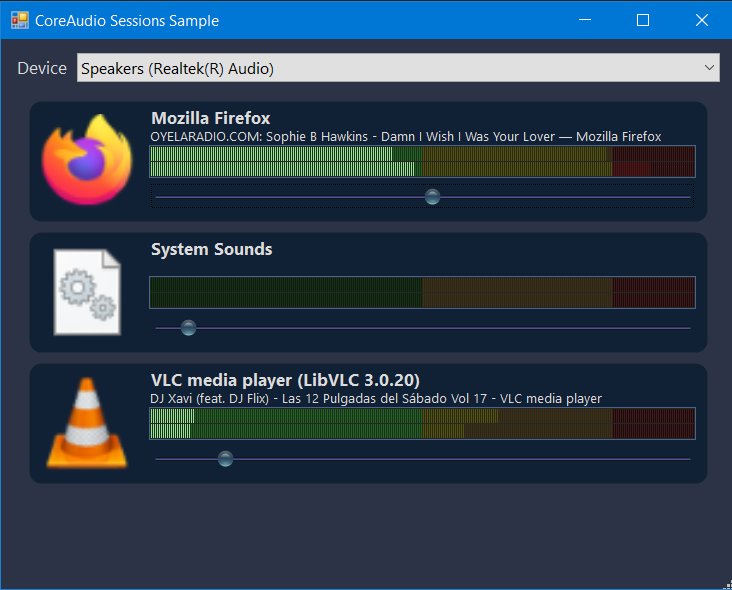 CoreAudio Sessions Sample
Device Speakers (Realtek(R) Audio)
Mozilla Firefox
OYELARADIO.COM: Sophie B Hawkins - Damn I Wish I Was Your Lover — Mozilla Firefox
System Sounds
VLC media player (LibVLC 3.0.20)
DJ Xavi (feat. DJ Flix) - Las 12 Pulgadas del Sábado Vol 17 - VLC media player